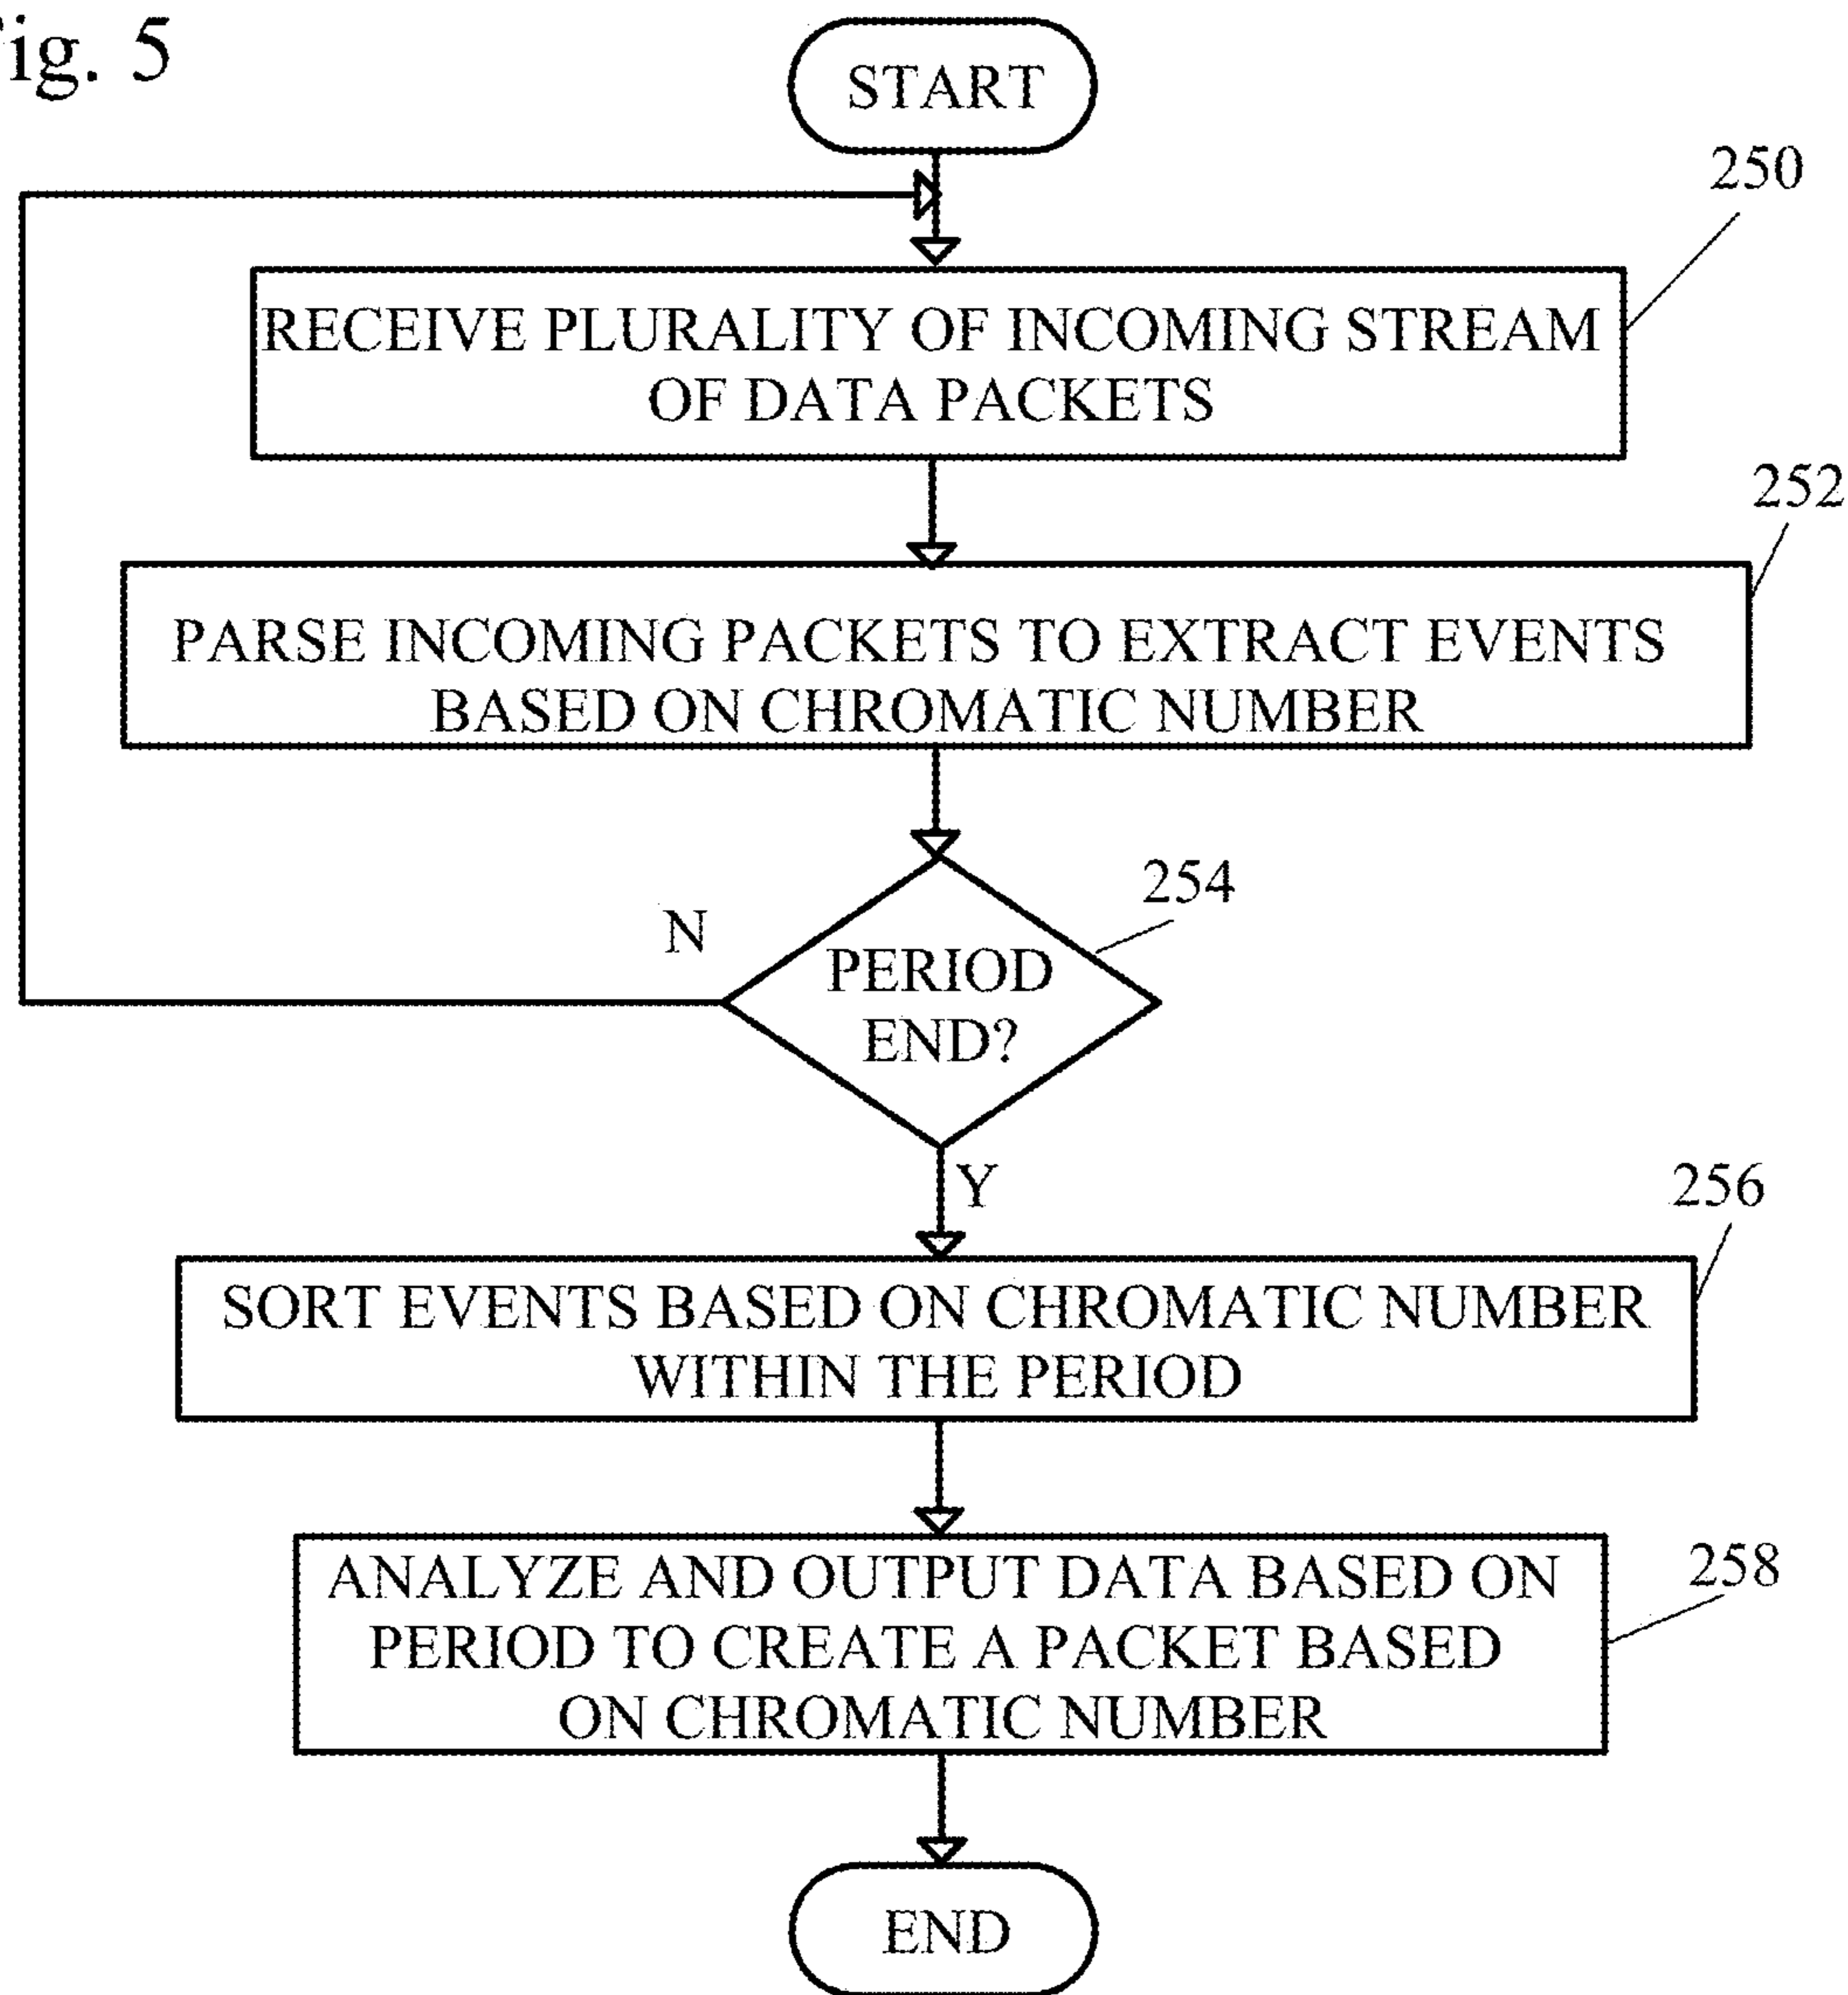 ig. 5
START
250
RECEIVE PLURALITY OF INCOMING STREAM
OF DATA PACKETS
252
PARSE INCOMING PACKETS TO EXTRACT EVENTS
BASED ON CHROMATIC NUMBER
254
N
PERIOD
END?
Y
256
SORT EVENTS BASED ON CHROMATIC NUMBER
WITHIN THE PERIOD
258
ANALYZE AND OUTPUT DATA BASED ON
PERIOD TO CREATE A PACKET BASED
ON CHROMATIC NUMBER
END